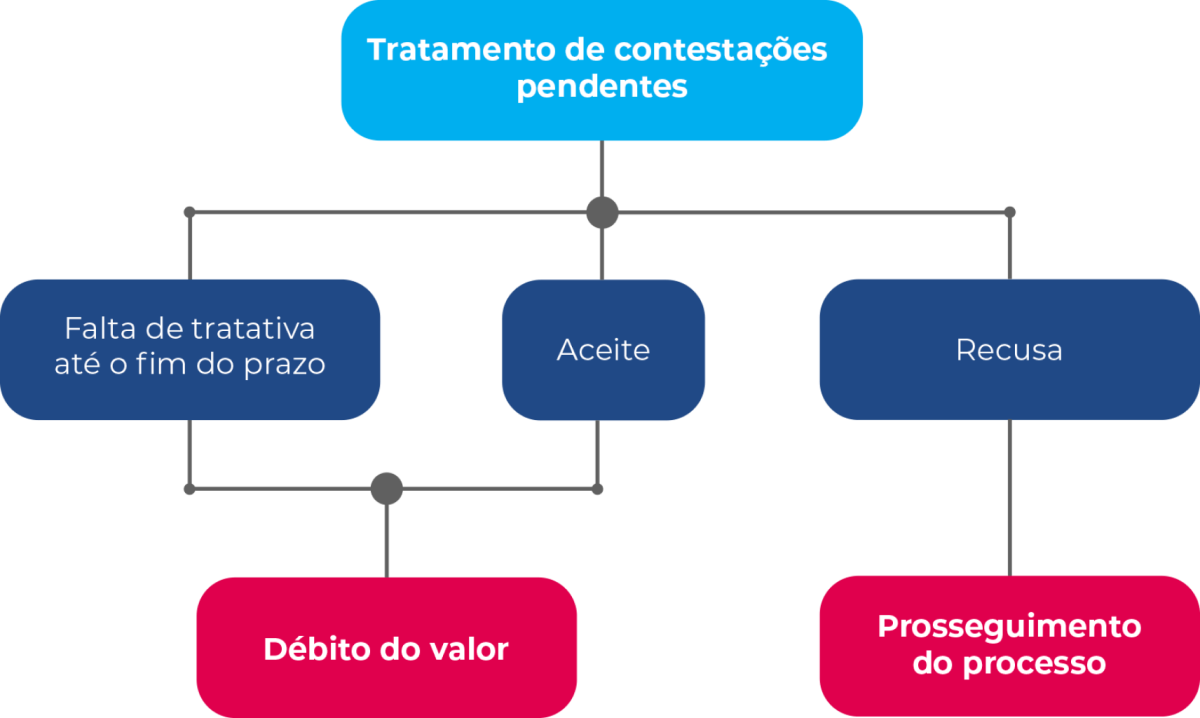 Tratamento de contestações
pendentes
Falta de tratativa
até o fim do prazo
Aceite
Recusa
Débito do valor
Prosseguimento
do processo